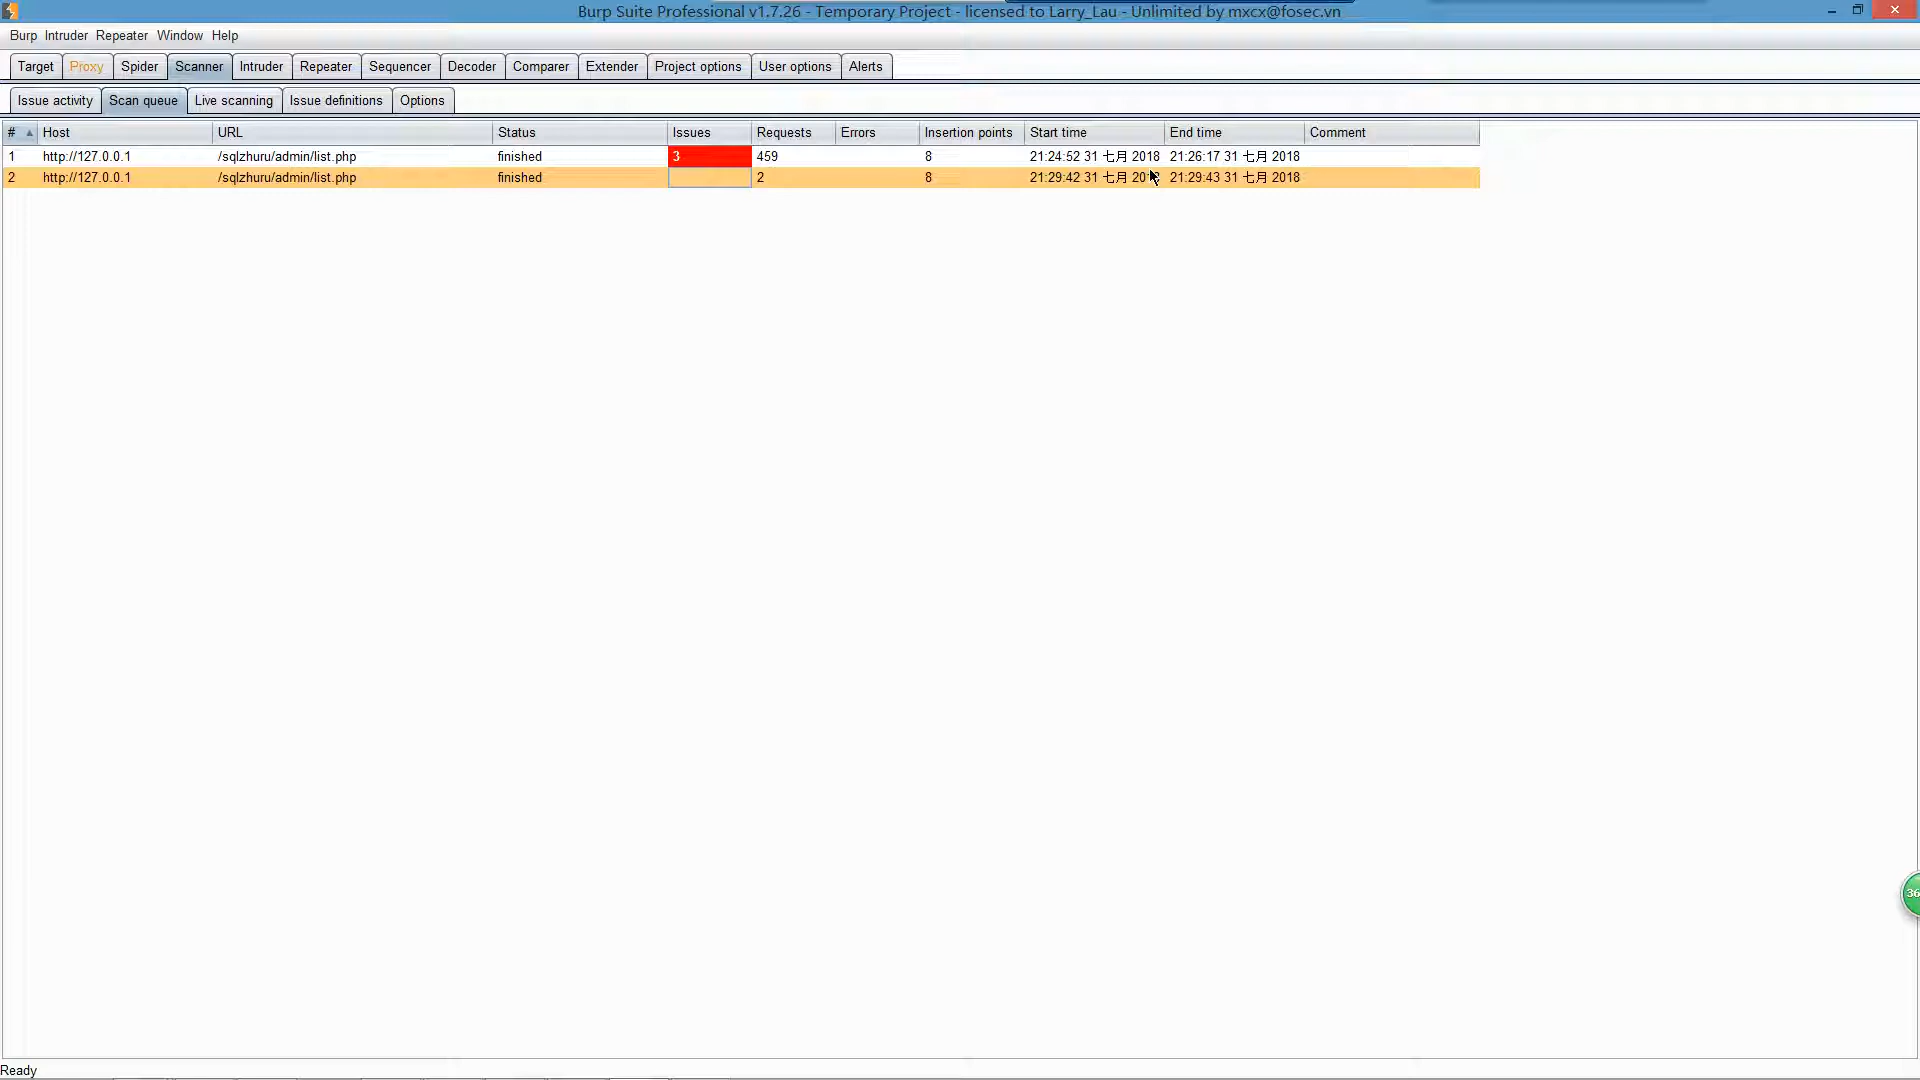 Burp Suite Professional v1.7.26 - Temporary Project - licensed to Larry_Lau - Unlimited by mxcx@fosec.vn
Burp Intruder Repeater Window Help
Target Proxy Spider Scanner Intruder Repeater Sequencer Decoder Comparer Extender Project options User options Alerts
Issue activity Scan queue Live scanning Issue definitions Options
# Host URL Status Issues Requests Errors Insertion points Start time End time Comment
1 http://127.0.0.1 /sqlzhuru/admin/list.php finished 3 459 8 21:24:52 31 七月 2018 21:26:17 31 七月 2018
2 http://127.0.0.1 /sqlzhuru/admin/list.php finished 2 8 21:29:42 31 七月 2018 21:29:43 31 七月 2018
36
Ready